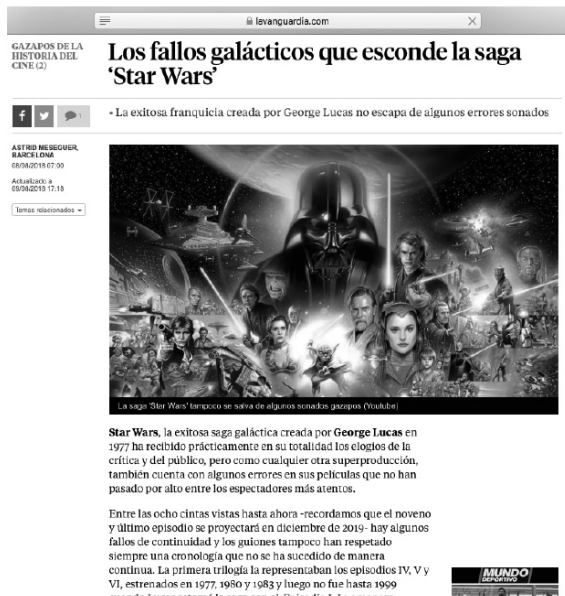 lavanguardia.com
GAZAPOS DE LA
HISTORIA DEL
CINE (2)
Los fallos galácticos que esconde la saga
‘Star Wars’
- La exitosa franquicia creada por George Lucas no escapa de algunos errores sonados
1
ASTRID MESEGUER,
BARCELONA
07:00
Actualizado a
17:18
Temas relacionados
La saga 'Star Wars' tampoco se salva de algunos sonados gazapos (Youtube)
Star Wars, la exitosa saga galáctica creada por George Lucas en
1977 ha recibido prácticamente en su totalidad los elogios de la
crítica y del público, pero como cualquier otra superproducción,
también cuenta con algunos errores en sus películas que no han
pasado por alto entre los espectadores más atentos.
Entre las ocho cintas vistas hasta ahora -recordamos que el noveno
y último episodio se proyectará en diciembre de 2019- hay algunos
fallos de continuidad y los guiones tampoco han respetado
siempre una cronología que no se ha sucedido de manera
continua. La primera trilogía la representaban los episodios IV, V y
VI, estrenados en 1977, 1980 y 1983 y luego no fue hasta 1999
MUNDO
DEPORTIVO